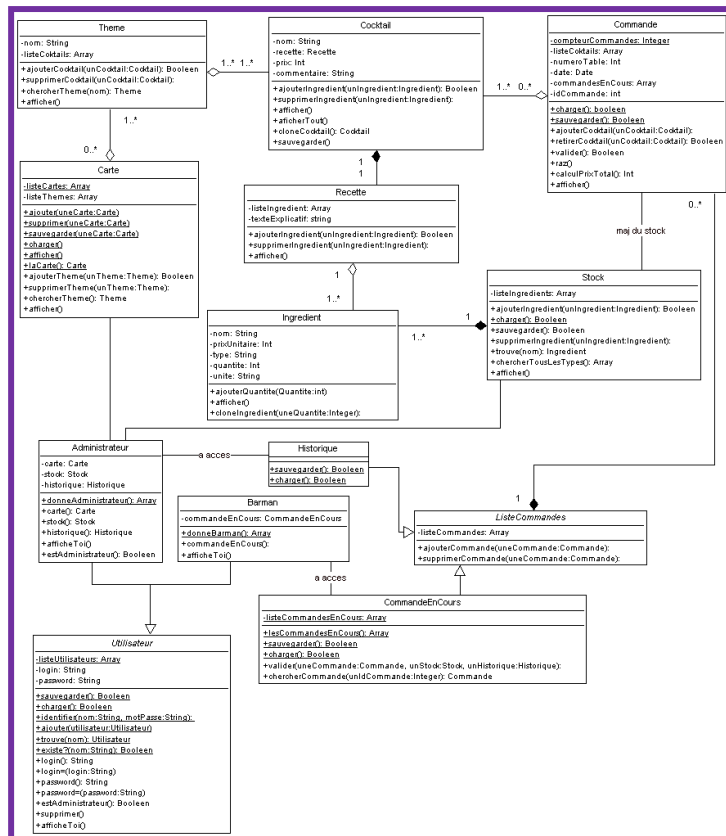 Theme
-nom: String
-listeCoktails: Array
+ajouterCocktail(unCocktail:Cocktail): Booleen
+supprimerCocktail(unCocktail:Cocktail):
+chercherTheme(nom): Theme
+afficher()
1..* 1..*
Cocktail
-nom: String
-recette: Recette
-prix: Int
-commentaire: String
+ajouterIngredient(unIngredient:Ingredient): Booleen
+supprimerIngredient(unIngredient:Ingredient):
+afficher()
+aficherTout()
+cloneCocktail(): Cocktail
+sauvegarder()
1..* 0..*
Commande
-compteurCommandes: Integer
-listeCoktails: Array
-numeroTable: Int
-date: Date
-commandesEnCours: Array
-idCommande: int
+charger(): booleen
+sauvegarder(): Booleen
+ajouterCocktail(unCocktail:Cocktail):
+retirerCocktail(unCocktail:Cocktail): Booleen
+valider(): Booleen
+raz()
+calculPrixTotal(): Int
+afficher()
1..*
0..*
Carte
-listeCartes: Array
-listeThemes: Array
+ajouter(uneCarte:Carte)
+supprimer(uneCarte:Carte)
+sauvegarder(uneCarte:Carte)
+charger()
+afficher()
+laCarte(): Carte
+ajouterTheme(unTheme:Theme): Booleen
+supprimerTheme(unTheme:Theme):
+chercherTheme(): Theme
+afficher()
1
1
Recette
-listeIngredient: Array
-texteExplicatif: string
+ajouterIngredient(unIngredient:Ingredient): Booleen
+supprimerIngredient(unIngredient:Ingredient):
+afficher()
0..*
maj du stock
1
1..*
Stock
-listeIngredients: Array
+ajouterIngredient(unIngredient:Ingredient): Booleen
+charger(): Booleen
+sauvegarder(): Booleen
+supprimerIngredient(unIngredient:Ingredient):
+trouve(nom): Ingredient
+chercherTousLesTypes(): Array
+afficher()
1
1..*
Ingredient
-nom: String
-prixUnitaire: Int
-type: String
-quantite: Int
-unite: String
+ajouterQuantite(Quantite:int)
+afficher()
+cloneIngredient(uneQuantite:Integer):
Administrateur
-carte: Carte
-stock: Stock
-historique: Historique
+donneAdministrateur(): Array
+carte(): Carte
+stock(): Stock
+historique(): Historique
+afficheToi()
+estAdministrateur(): Booleen
a acces
Historique
+sauvegarder(): Booleen
+charger(): Booleen
Barman
-commandeEnCours: CommandeEnCours
+donneBarman(): Array
+commandeEnCours():
+afficheToi()
1
ListeCommandes
-listeCommandes: Array
+ajouterCommande(uneCommande:Commande):
+supprimerCommande(uneCommande:Commande):
a acces
CommandeEnCours
-listeCommandesEnCours: Array
+lesCommandesEnCours(): Array
+sauvegarder(): Booleen
+charger(): Booleen
+valider(uneCommande:Commande, unStock:Stock, unHistorique:Historique):
+chercherCommande(unIdCommande:Integer): Commande
Utilisateur
-listeUtilisateurs: Array
-login: String
-password: String
+sauvegarder(): Booleen
+charger(): Booleen
+identifier(nom:String, motPasse:String):
+ajouter(utilisateur:Utilisateur)
+trouve(nom): Utilisateur
+existe?(nom:String): Booleen
+login(): String
+login=(login:String)
+password(): String
+password=(password:String)
+estAdministrateur(): Booleen
+supprimer()
+afficheToi()